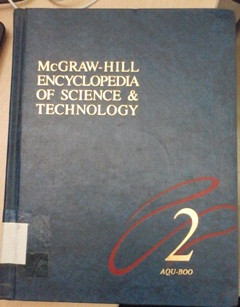 McGRAW-HILL
ENCYCLOPEDIA
OF SCIENCE &
TECHNOLOGY
2
AQU-BOO